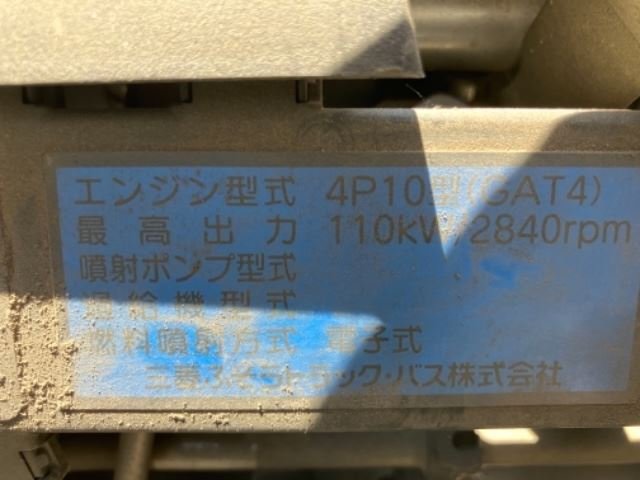 エンジン型式 4P10型(GAT4)
最高出力 110kW/2840rpm
噴射ポンプ型式
過給機型式
燃料噴射方式 電子式
三菱ふそうトラック・バス株式会社